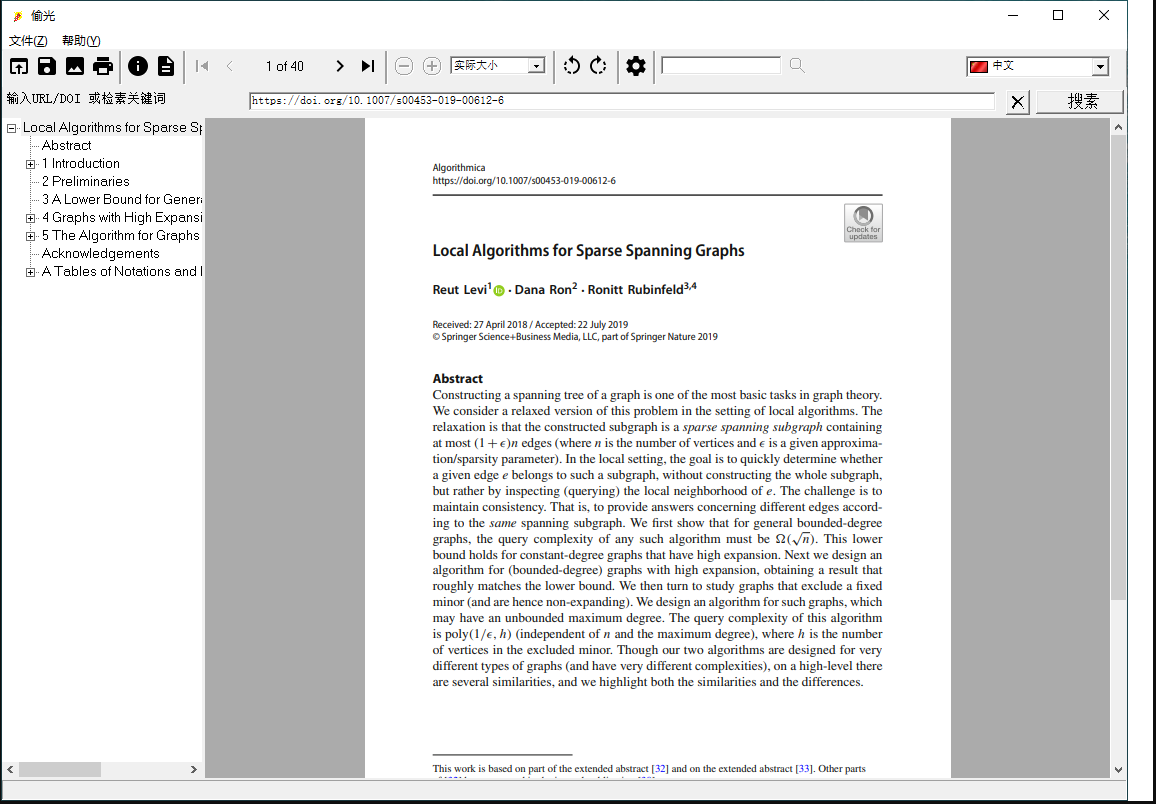 偷光
文件(Z) 帮助(Y)
1 of 40
实际大小
中文
输入URL/DOI 或检素关键词
https://doi.org/10.1007/s00453-019-00612-6
搜素
Local Algorithms for Sparse Sp
Abstract
1 Introduction
2 Preliminaries
3 A Lower Bound for Genera
4 Graphs with High Expansi
5 The Algorithm for Graphs
Acknowledgements
A Tables of Notations and I
Algorithmica
https://doi.org/10.1007/s00453-019-00612-6
Check for
updates
Local Algorithms for Sparse Spanning Graphs
Reut Levi1 iD · Dana Ron2 · Ronitt Rubinfeld3,4
Received: 27 April 2018 / Accepted: 22 July 2019
© Springer Science+Business Media, LLC, part of Springer Nature 2019
Abstract
Constructing a spanning tree of a graph is one of the most basic tasks in graph theory.
We consider a relaxed version of this problem in the setting of local algorithms. The
relaxation is that the constructed subgraph is a sparse spanning subgraph containing
at most (1 + ϵ)n edges (where n is the number of vertices and ϵ is a given approxima-
tion/sparsity parameter). In the local setting, the goal is to quickly determine whether
a given edge e belongs to such a subgraph, without constructing the whole subgraph,
but rather by inspecting (querying) the local neighborhood of e. The challenge is to
maintain consistency. That is, to provide answers concerning different edges accord-
ing to the same spanning subgraph. We first show that for general bounded-degree
graphs, the query complexity of any such algorithm must be Ω(√n). This lower
bound holds for constant-degree graphs that have high expansion. Next we design an
algorithm for (bounded-degree) graphs with high expansion, obtaining a result that
roughly matches the lower bound. We then turn to study graphs that exclude a fixed
minor (and are hence non-expanding). We design an algorithm for such graphs, which
may have an unbounded maximum degree. The query complexity of this algorithm
is poly(1/ϵ, h) (independent of n and the maximum degree), where h is the number
of vertices in the excluded minor. Though our two algorithms are designed for very
different types of graphs (and have very different complexities), on a high-level there
are several similarities, and we highlight both the similarities and the differences.
This work is based on part of the extended abstract [32] and on the extended abstract [33]. Other parts